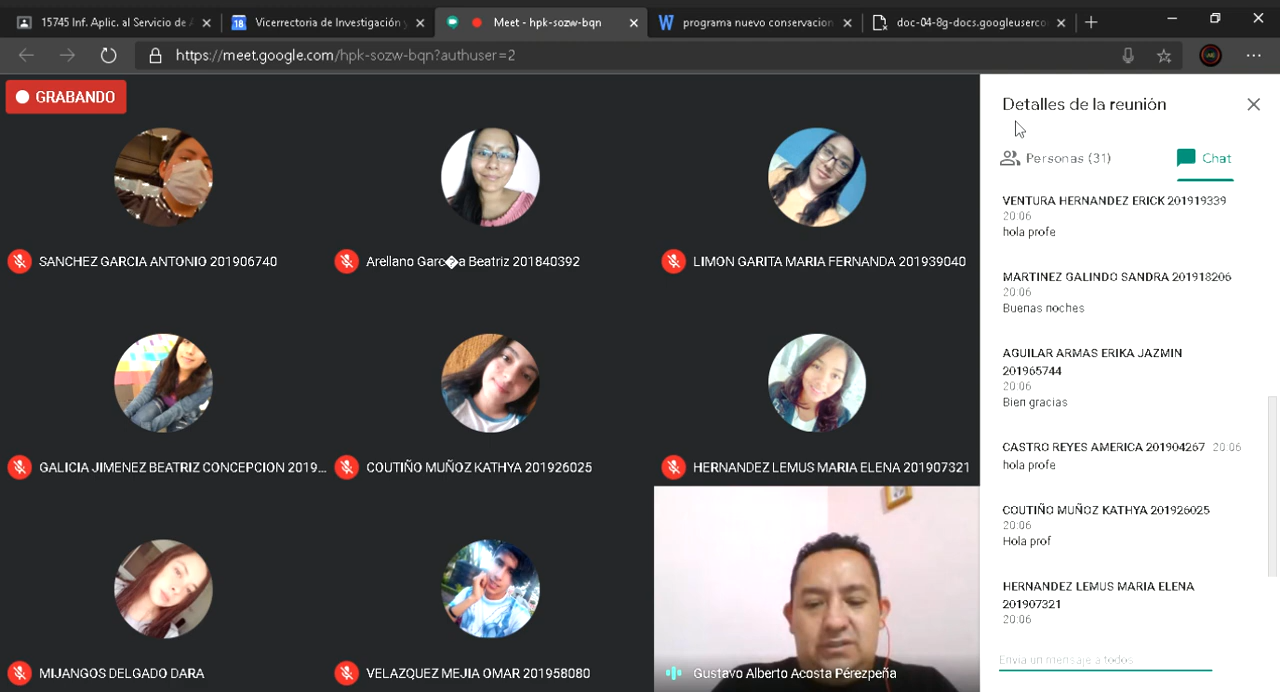 15745 Inf. Aplic. al Servicio de
18 Vicerrectoria de Investigación y
Meet - hpk-sozw-bqn
W programa nuevo conservacion
doc-04-8g-docs.googleuserco
https://meet.google.com/hpk-sozw-bqn?authuser=2
GRABANDO
SANCHEZ GARCIA ANTONIO 201906740
Arellano Garc�a Beatriz 201840392
LIMON GARITA MARIA FERNANDA 201939040
GALICIA JIMENEZ BEATRIZ CONCEPCION 2019...
COUTIÑO MUÑOZ KATHYA 201926025
HERNANDEZ LEMUS MARIA ELENA 201907321
MIJANGOS DELGADO DARA
VELAZQUEZ MEJIA OMAR 201958080
Gustavo Alberto Acosta Pérezpeña
Detalles de la reunión
Personas (31)
Chat
VENTURA HERNANDEZ ERICK 201919339
20:06
hola profe
MARTINEZ GALINDO SANDRA 201918206
20:06
Buenas noches
AGUILAR ARMAS ERIKA JAZMIN
201965744
20:06
Bien gracias
CASTRO REYES AMERICA 201904267 20:06
hola profe
COUTIÑO MUÑOZ KATHYA 201926025
20:06
Hola prof
HERNANDEZ LEMUS MARIA ELENA
201907321
20:06
Envía un mensaje a todos